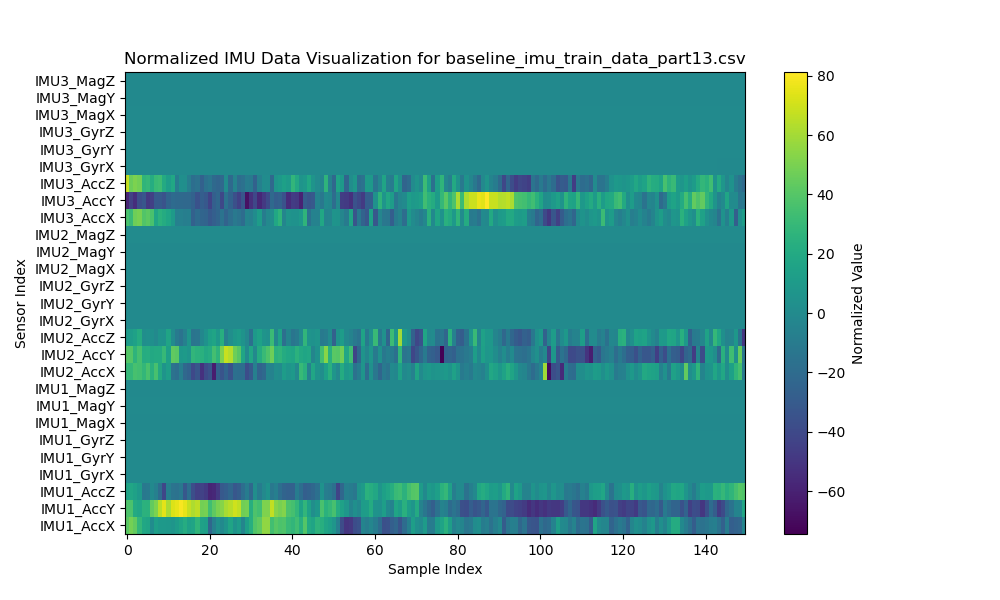 Normalized IMU Data Visualization for baseline_imu_train_data_part13.csv
IMU3_MagZ
IMU3_MagY
IMU3_MagX
IMU3_GyrZ
IMU3_GyrY
IMU3_GyrX
IMU3_AccZ
IMU3_AccY
IMU3_AccX
IMU2_MagZ
IMU2_MagY
IMU2_MagX
IMU2_GyrZ
IMU2_GyrY
IMU2_GyrX
IMU2_AccZ
IMU2_AccY
IMU2_AccX
IMU1_MagZ
IMU1_MagY
IMU1_MagX
IMU1_GyrZ
IMU1_GyrY
IMU1_GyrX
IMU1_AccZ
IMU1_AccY
IMU1_AccX
Sensor Index
0 20 40 60 80 100 120 140
Sample Index
80
60
40
20
0
−20
−40
−60
Normalized Value